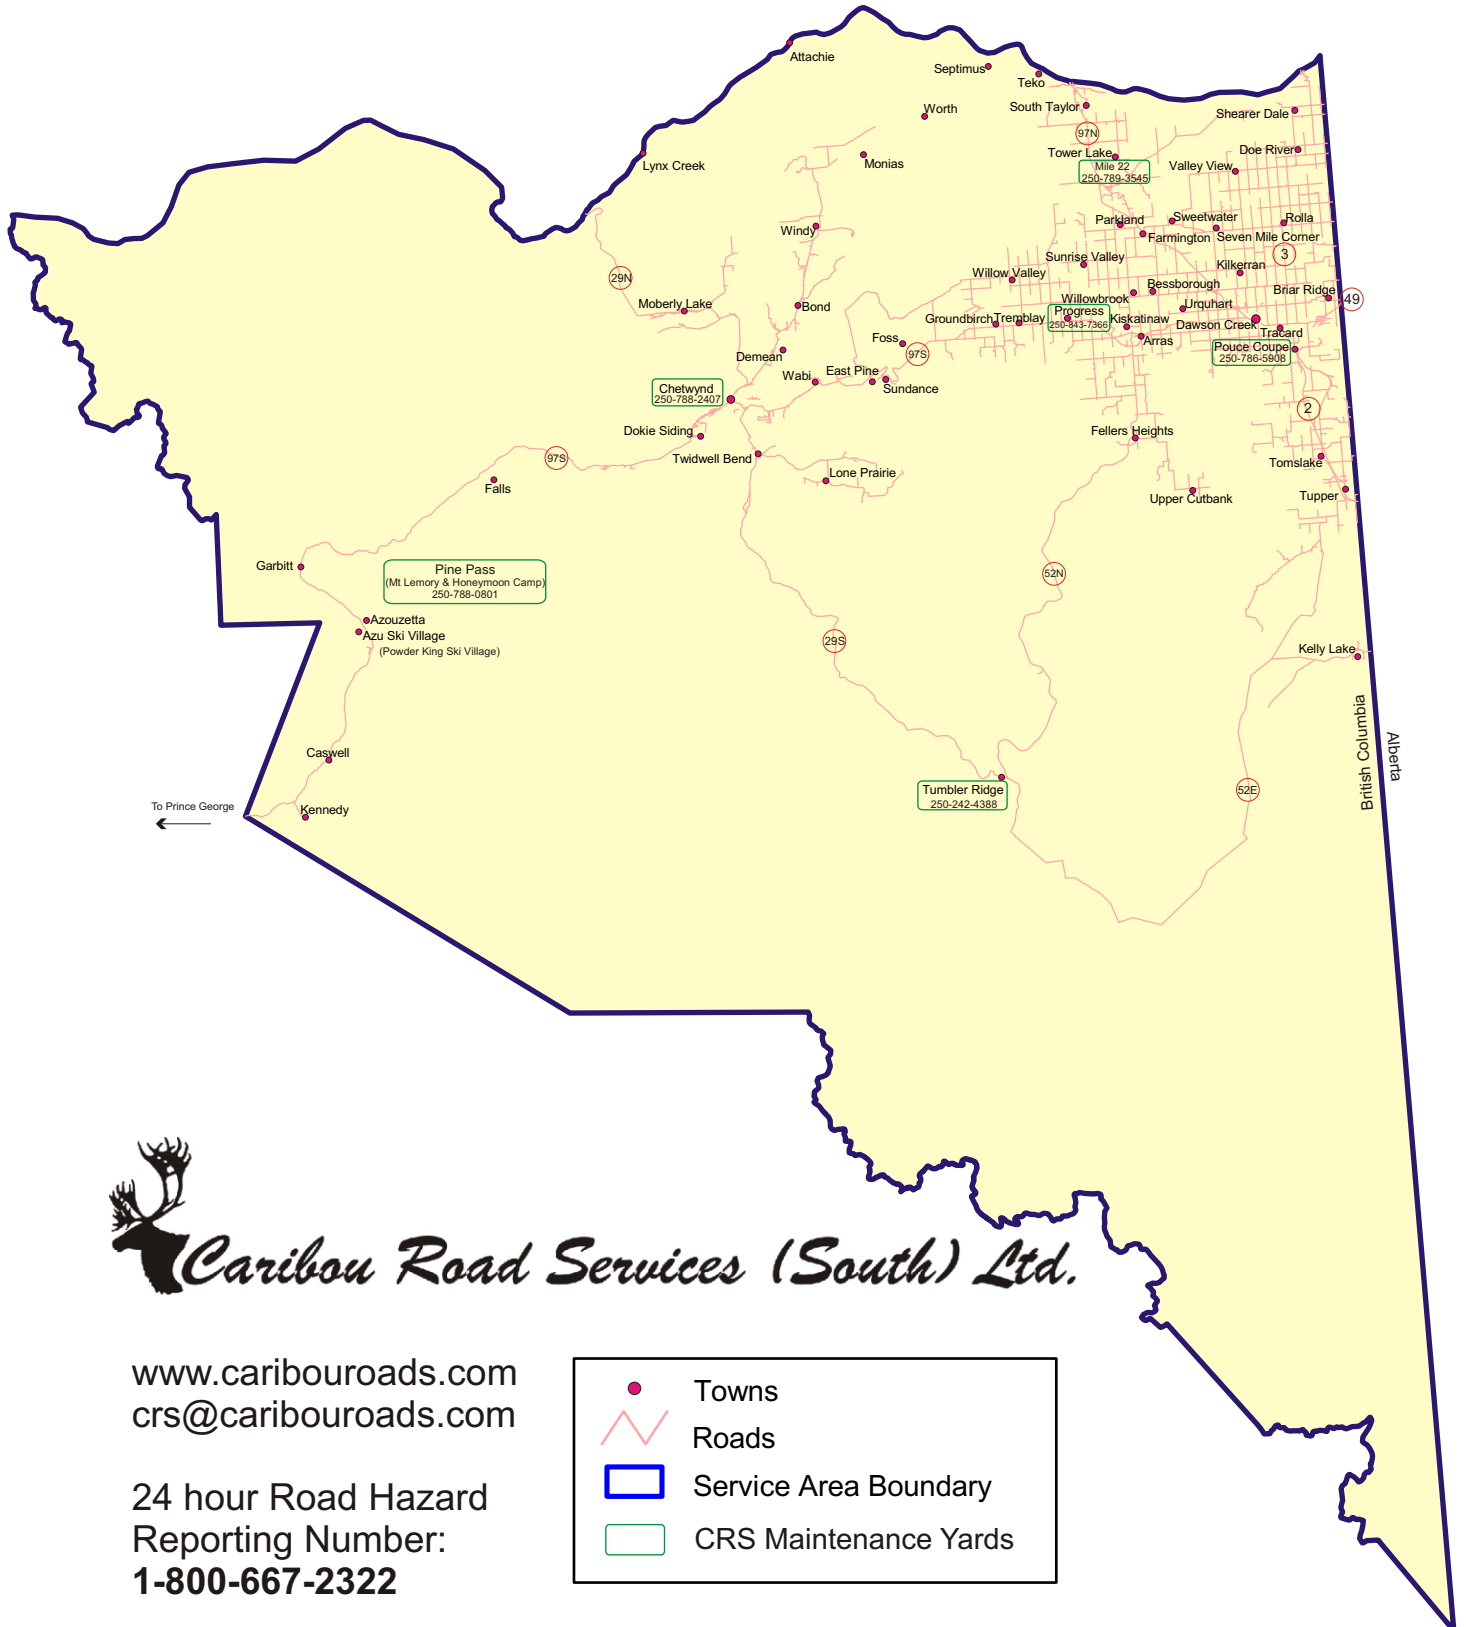 Attachie
Septimus
Teko
Worth
South Taylor
Shearer Dale
97N
Lynx Creek
Monias
Tower Lake
Mile 22
250-789-3545
Doe River
Valley View
Windy
Parkland
Sweetwater
Rolla
Farmington
Seven Mile Corner
3
Sunrise Valley
Kilkerran
29N
Willow Valley
Bessborough
Briar Ridge
49
Moberly Lake
Bond
Willowbrook
Urquhart
Groundbirch
Tremblay
Progress
250-843-7366
Kiskatinaw
Dawson Creek
Tracard
Foss
97S
Arras
Pouce Coupe
250-786-5908
Demean
Wabi
East Pine
Sundance
Chetwynd
250-788-2407
2
Dokie Siding
Fellers Heights
97S
Twidwell Bend
Tomslake
Lone Prairie
Falls
Upper Cutbank
Tupper
Garbitt
Pine Pass
(Mt Lemory & Honeymoon Camp)
250-788-0801
52N
Azouzetta
Azu Ski Village
(Powder King Ski Village)
29S
Kelly Lake
British Columbia
Alberta
Caswell
Tumbler Ridge
250-242-4388
52E
To Prince George
Kennedy
Caribou Road Services (South) Ltd.
www.caribouroads.com
crs@caribouroads.com
24 hour Road Hazard
Reporting Number:
1-800-667-2322
Towns
Roads
Service Area Boundary
CRS Maintenance Yards